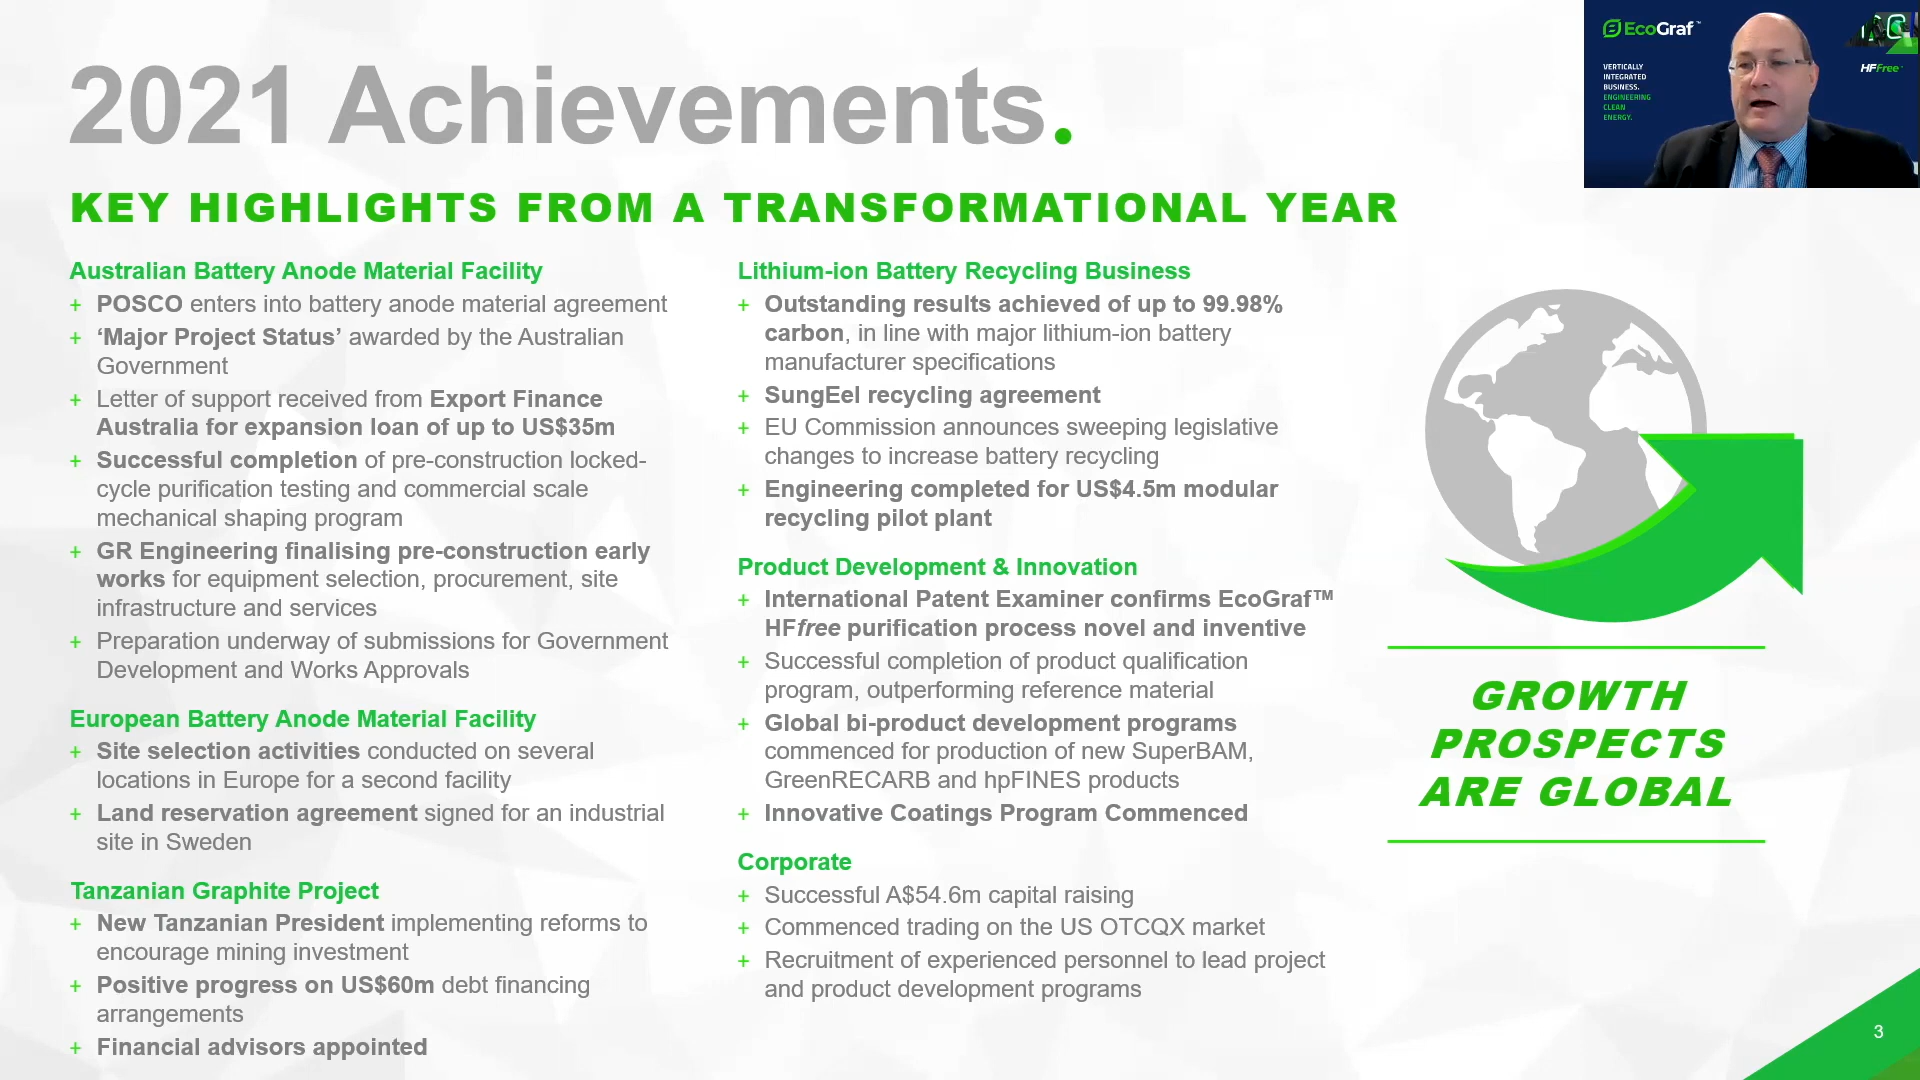 2021 Achievements.
KEY HIGHLIGHTS FROM A TRANSFORMATIONAL YEAR
Australian Battery Anode Material Facility
+ POSCO enters into battery anode material agreement
+ ‘Major Project Status’ awarded by the Australian
Government
+ Letter of support received from Export Finance
Australia for expansion loan of up to US$35m
+ Successful completion of pre-construction locked-
cycle purification testing and commercial scale
mechanical shaping program
+ GR Engineering finalising pre-construction early
works for equipment selection, procurement, site
infrastructure and services
+ Preparation underway of submissions for Government
Development and Works Approvals
European Battery Anode Material Facility
+ Site selection activities conducted on several
locations in Europe for a second facility
+ Land reservation agreement signed for an industrial
site in Sweden
Tanzanian Graphite Project
+ New Tanzanian President implementing reforms to
encourage mining investment
+ Positive progress on US$60m debt financing
arrangements
+ Financial advisors appointed
Lithium-ion Battery Recycling Business
+ Outstanding results achieved of up to 99.98%
carbon, in line with major lithium-ion battery
manufacturer specifications
+ SungEel recycling agreement
+ EU Commission announces sweeping legislative
changes to increase battery recycling
+ Engineering completed for US$4.5m modular
recycling pilot plant
Product Development & Innovation
+ International Patent Examiner confirms EcoGraf™
HFfree purification process novel and inventive
+ Successful completion of product qualification
program, outperforming reference material
+ Global bi-product development programs
commenced for production of new SuperBAM,
GreenRECARB and hpFINES products
+ Innovative Coatings Program Commenced
Corporate
+ Successful A$54.6m capital raising
+ Commenced trading on the US OTCQX market
+ Recruitment of experienced personnel to lead project
and product development programs
GROWTH
PROSPECTS
ARE GLOBAL
3
EcoGraf™
VERTICALLY
INTEGRATED
BUSINESS.
ENGINEERING
CLEAN
ENERGY.
HFFree